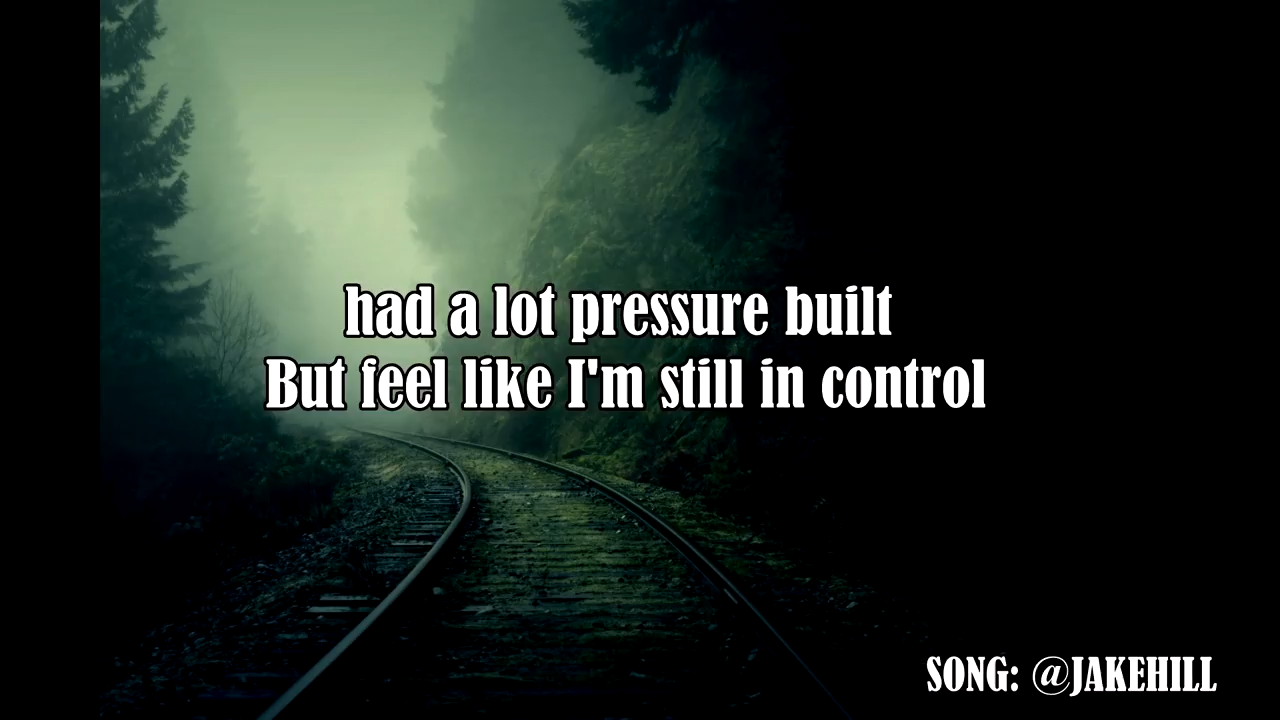 had a lot pressure built
But feel like I'm still in control
SONG: @JAKEHILL